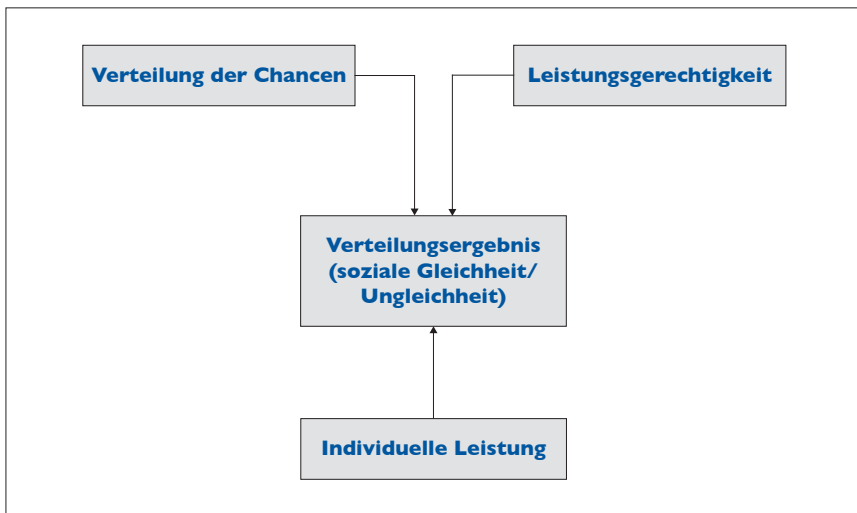 Verteilung der Chancen
Leistungsgerechtigkeit
Verteilungsergebnis
(soziale Gleichheit/
Ungleichheit)
Individuelle Leistung